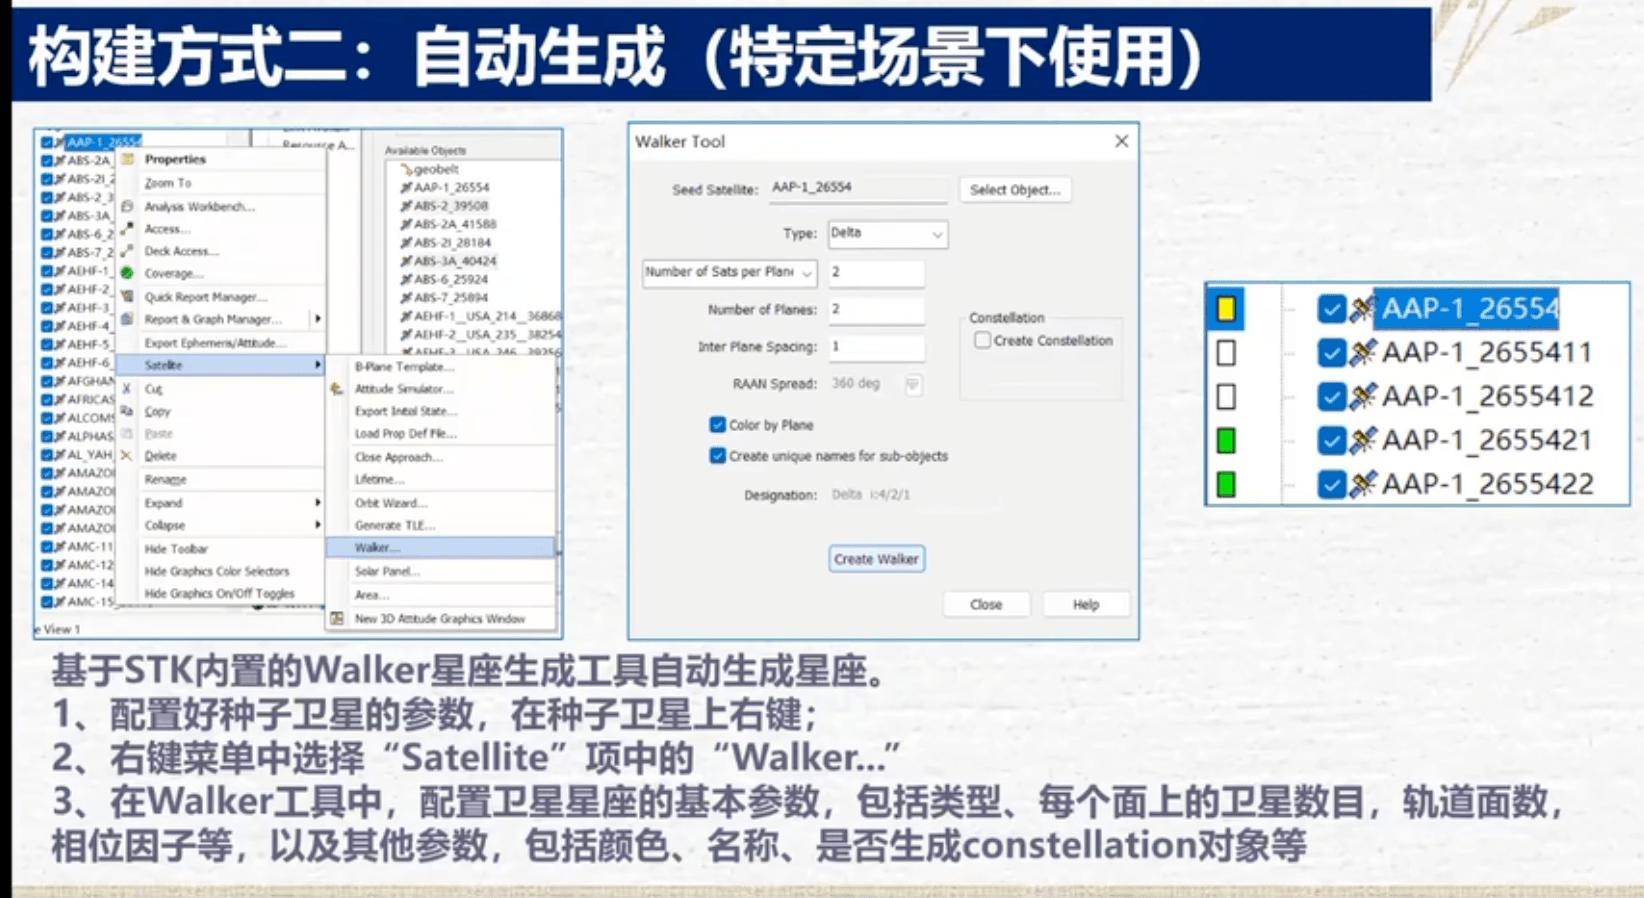 构建方式二：自动生成（特定场景下使用）
AAP-1_26554
ABS-2A_
ABS-2I_2
ABS-2_3
ABS-3A_
ABS-6_2
ABS-7_2
AEHF-1_
AEHF-2_
AEHF-3_
AEHF-4_
AEHF-5_
AEHF-6_
AFGHAN
AFRICAS
ALCOMS
ALPHAS
AL_YAH_
AMAZO
AMAZO
AMAZO
AMAZO
AMC-11
AMC-12
AMC-14
AMC-15
e View 1
Properties
Zoom To
Analysis Workbench...
Access...
Deck Access...
Coverage...
Quick Report Manager...
Report & Graph Manager...
Export Ephemeris/Attitude...
Satellite
Cut
Copy
Paste
Delete
Rename
Expand
Collapse
Hide Toolbar
Hide Graphics Color Selectors
Hide Graphics On/Off Toggles
Resource A...
Available Objects
geobelt
AAP-1_26554
ABS-2_39508
ABS-2A_41588
ABS-2I_28184
ABS-3A_40424
ABS-6_25924
ABS-7_25894
AEHF-1__USA_214__36868
AEHF-2__USA_235__38254
AEHF-3__USA_246__39256
B-Plane Template...
Attitude Simulator...
Export Initial State...
Load Prop Def File...
Close Approach...
Lifetime...
Orbit Wizard...
Generate TLE...
Walker...
Solar Panel...
Area...
New 3D Attitude Graphics Window
Walker Tool
Seed Satellite: AAP-1_26554 Select Object...
Type: Delta
Number of Sats per Plane 2
Number of Planes: 2
Inter Plane Spacing: 1
RAAN Spread: 360 deg
Constellation
Create Constellation
Color by Plane
Create unique names for sub-objects
Designation: Delta i:4/2/1
Create Walker
Close Help
AAP-1_26554
AAP-1_2655411
AAP-1_2655412
AAP-1_2655421
AAP-1_2655422
基于STK内置的Walker星座生成工具自动生成星座。
1、配置好种子卫星的参数，在种子卫星上右键；
2、右键菜单中选择“Satellite”项中的“Walker...”
3、在Walker工具中，配置卫星星座的基本参数，包括类型、每个面上的卫星数目，轨道面数，
相位因子等，以及其他参数，包括颜色、名称、是否生成constellation对象等